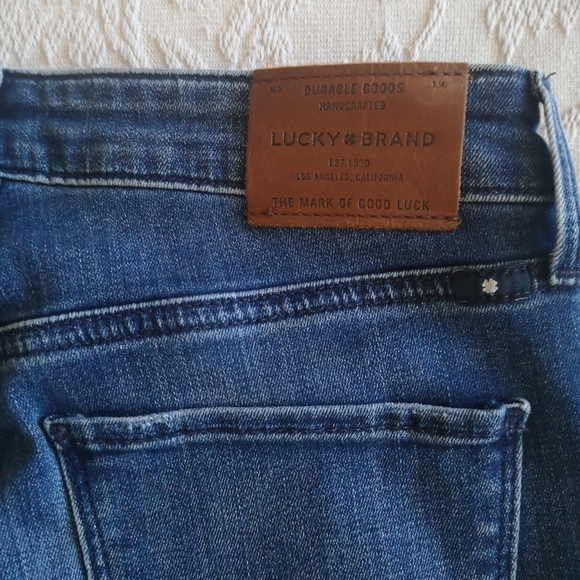 DURABLE GOODS
HANDCRAFTED
LUCKY BRAND
EST. 1990
LOS ANGELES, CALIFORNIA
THE MARK OF GOOD LUCK